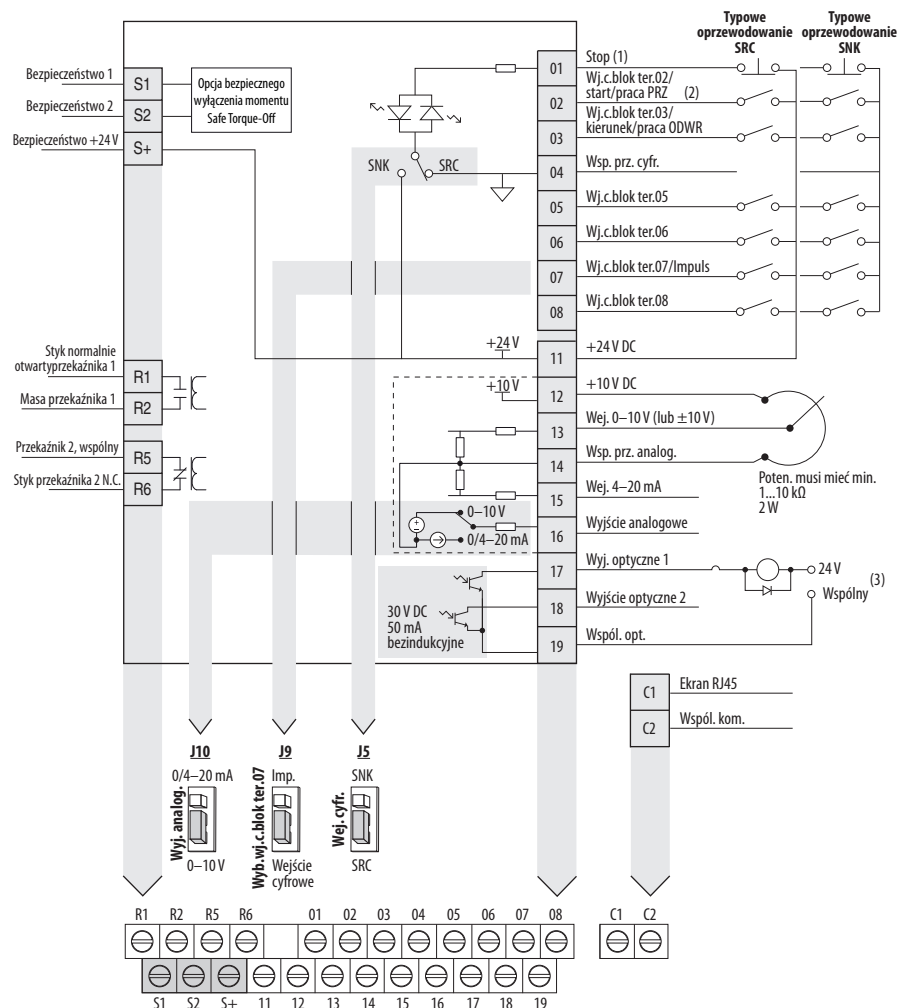 Typowe
oprzewodowanie
SRC
Typowe
oprzewodowanie
SNK
Bezpieczeństwo 1
S1
Bezpieczeństwo 2
S2
Bezpieczeństwo +24 V
S+
Opcja bezpiecznego
wyłączenia momentu
Safe Torque-Off
SNK
SRC
01
Stop (1)
02
Wj.c.blok ter.02/
start/praca PRZ (2)
03
Wj.c.blok ter.03/
kierunek/praca ODWR
04
Wsp. prz. cyfr.
05
Wj.c.blok ter.05
06
Wj.c.blok ter.06
07
Wj.c.blok ter.07/Impuls
08
Wj.c.blok ter.08
+24 V
11
+24 V DC
+10 V
12
+10 V DC
13
Wej. 0–10 V (lub ±10 V)
14
Wsp. prz. analog.
15
Wej. 4–20 mA
16
Wyjście analogowe
17
Wyj. optyczne 1
18
Wyjście optyczne 2
19
Wspól. opt.
Poten. musi mieć min.
1...10 kΩ
2 W
24 V
Wspólny
(3)
Styk normalnie
otwartyprzekaźnika 1
R1
Masa przekaźnika 1
R2
Przekaźnik 2, wspólny
R5
Styk przekaźnika 2 N.C.
R6
0–10 V
0/4–20 mA
30 V DC
50 mA
bezindukcyjne
C1
Ekran RJ45
C2
Wspól. kom.
J10
0/4–20 mA
Wyj. analog.
0–10 V
J9
Imp.
Wyb.wj.c.blok ter.07
Wejście
cyfrowe
J5
SNK
Wej. cyfr.
SRC
R1 R2 R5 R6 01 02 03 04 05 06 07 08 C1 C2
S1 S2 S+ 11 12 13 14 15 16 17 18 19